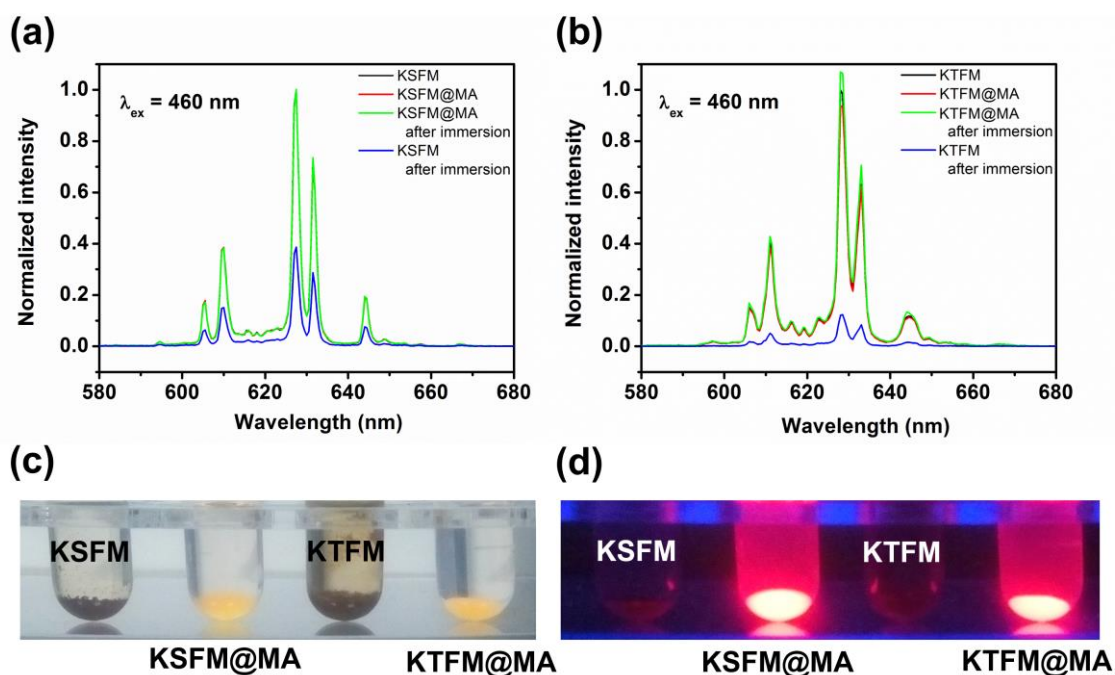 (a)
λex = 460 nm
KSFM
KSFM@MA
KSFM@MA
after immersion
KSFM
after immersion
Normalized intensity
1.0
0.8
0.6
0.4
0.2
0.0
580 600 620 640 660 680
Wavelength (nm)
(b)
λex = 460 nm
KTFM
KTFM@MA
KTFM@MA
after immersion
KTFM
after immersion
Normalized intensity
1.0
0.8
0.6
0.4
0.2
0.0
580 600 620 640 660 680
Wavelength (nm)
(c)
KSFM
KTFM
KSFM@MA
KTFM@MA
(d)
KSFM
KTFM
KSFM@MA
KTFM@MA